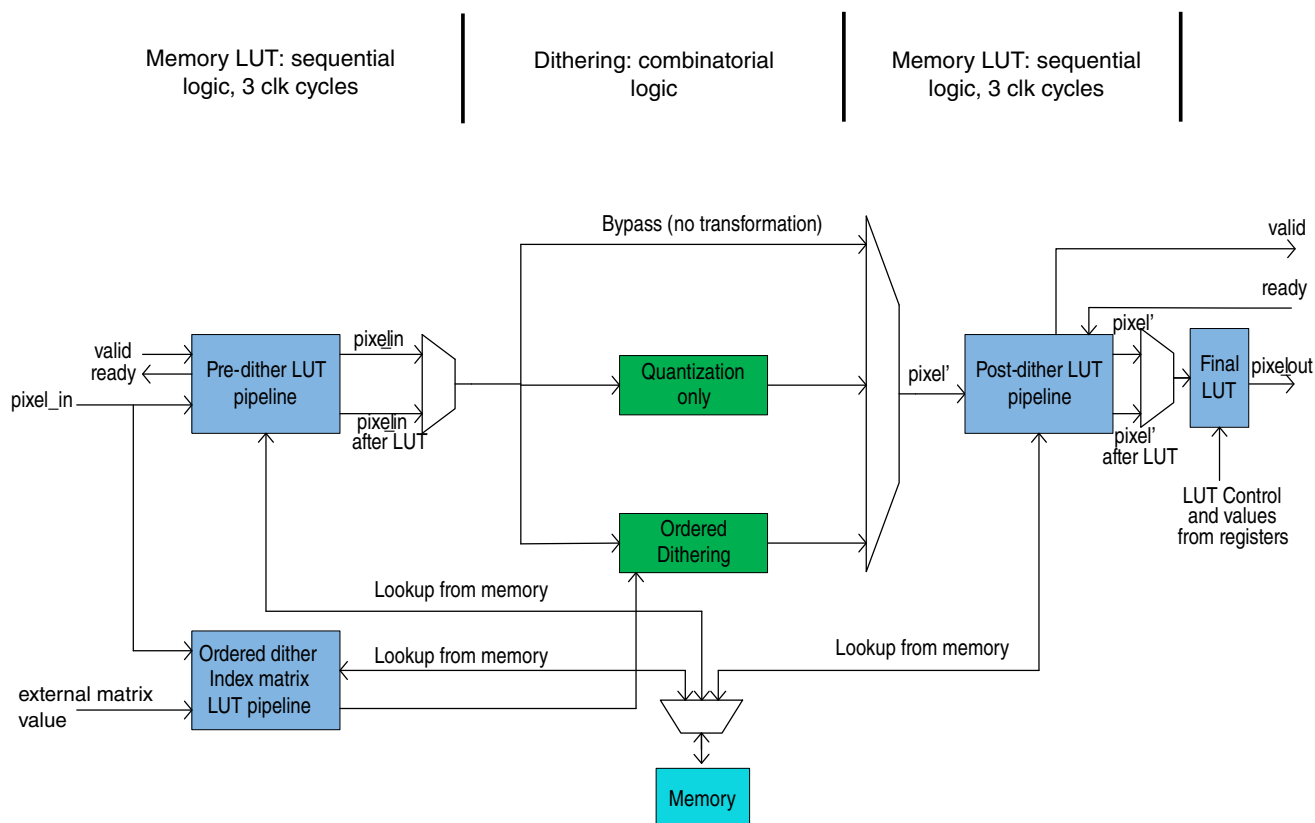 Memory LUT: sequential
logic, 3 clk cycles
Dithering: combinatorial
logic
Memory LUT: sequential
logic, 3 clk cycles
Bypass (no transformation)
valid
ready
valid
ready
pixel_in
Pre-dither LUT
pipeline
pixel_in
pixel_in
after LUT
Quantization
only
pixel'
Post-dither LUT
pipeline
pixel'
pixel'
after LUT
Final
LUT
pixel_out
LUT Control
and values
from registers
Ordered
Dithering
Lookup from memory
Lookup from memory
Lookup from memory
Ordered dither
Index matrix
LUT pipeline
external matrix
value
Memory